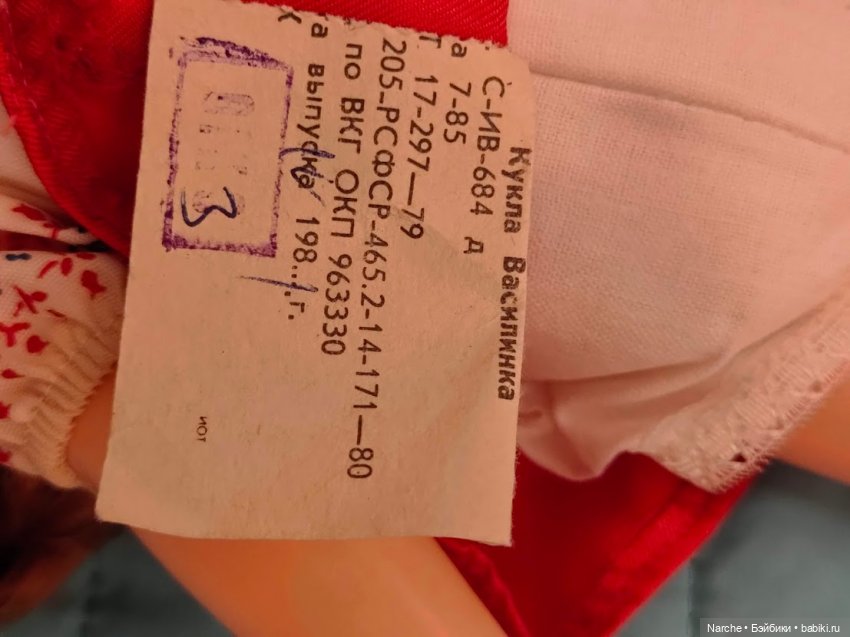 Кукла Василинка
С-ИВ-684 д
а 7-85
Т 17-297—79
205-РСФСР-465.2-14-171—80
по ВКГ ОКП 963330
а выпуска 198..г.
К
3
ИОТ
Narche • Бэйбики • babiki.ru